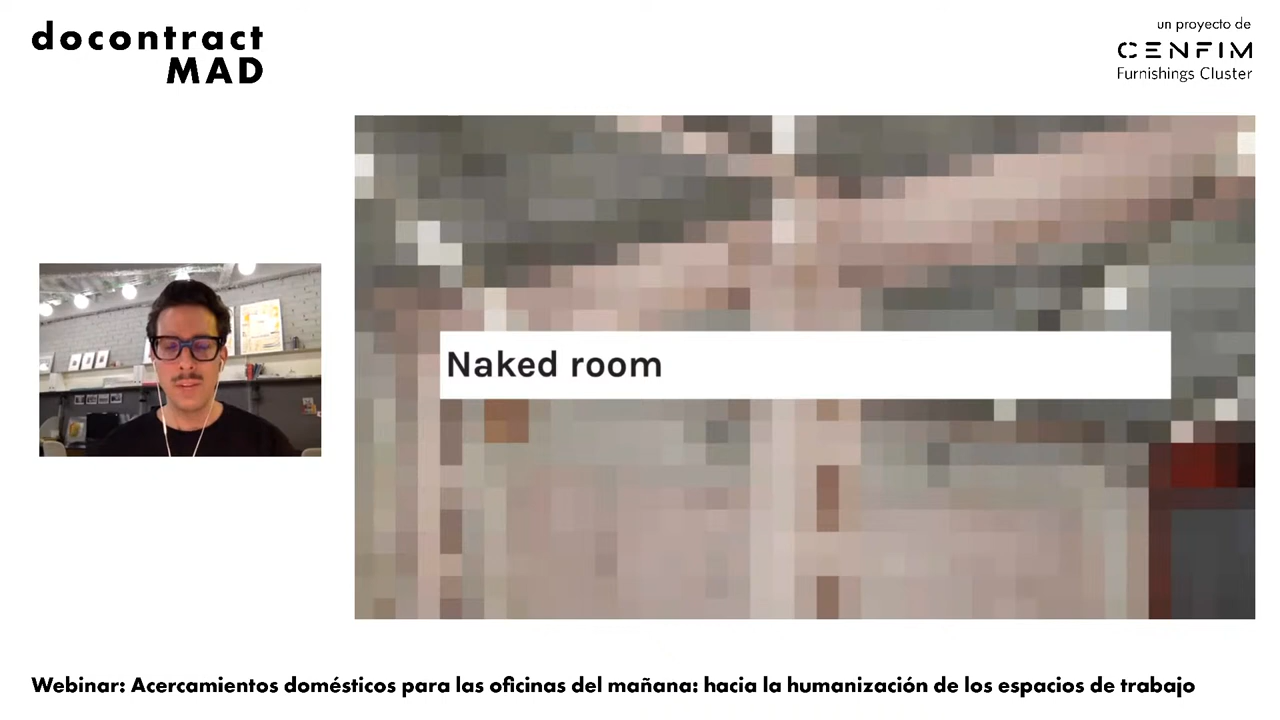 docontract
MAD
un proyecto de
CENFIM
Furnishings Cluster
Naked room
Webinar: Acercamientos domésticos para las oficinas del mañana: hacia la humanización de los espacios de trabajo